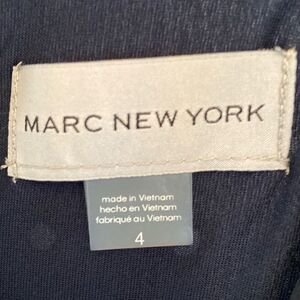 MARC NEW YORK
made in Vietnam
hecho en Vietnam
fabriqué au Vietnam
4